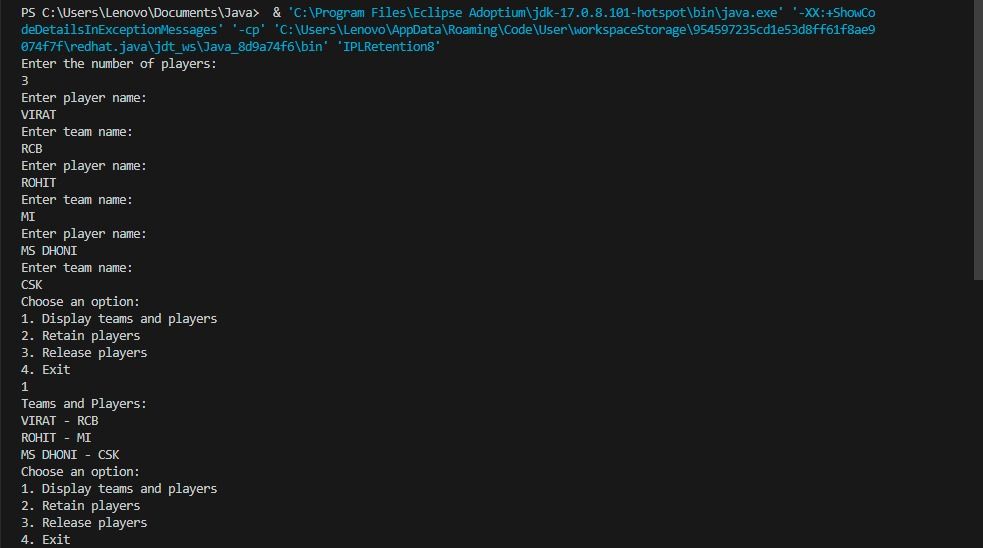 PS C:\Users\Lenovo\Documents\Java>  & 'C:\Program Files\Eclipse Adoptium\jdk-17.0.8.101-hotspot\bin\java.exe' '-XX:+ShowCo
deDetailsInExceptionMessages' '-cp' 'C:\Users\Lenovo\AppData\Roaming\Code\User\workspaceStorage\954597235cd1e53d8ff61f8ae9
074f7f\redhat.java\jdt_ws\Java_8d9a74f6\bin' 'IPLRetention8'
Enter the number of players:
3
Enter player name:
VIRAT
Enter team name:
RCB
Enter player name:
ROHIT
Enter team name:
MI
Enter player name:
MS DHONI
Enter team name:
CSK
Choose an option:
1. Display teams and players
2. Retain players
3. Release players
4. Exit
1
Teams and Players:
VIRAT - RCB
ROHIT - MI
MS DHONI - CSK
Choose an option:
1. Display teams and players
2. Retain players
3. Release players
4. Exit